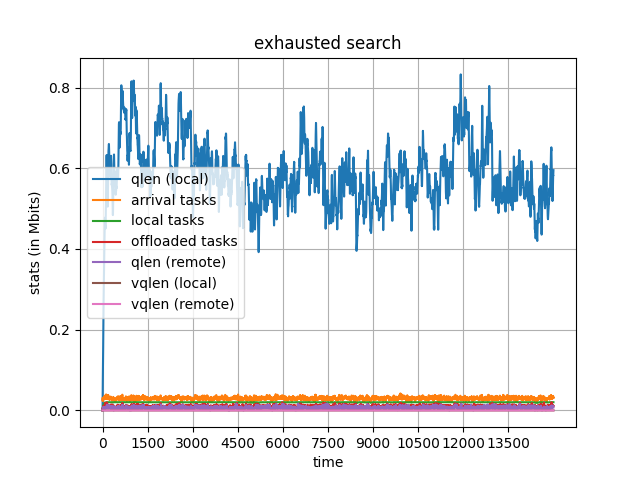 exhausted search
stats (in Mbits)
0.8
0.6
0.4
0.2
0.0
qlen (local)
arrival tasks
local tasks
offloaded tasks
qlen (remote)
vqlen (local)
vqlen (remote)
0 1500 3000 4500 6000 7500 9000 10500 12000 13500
time